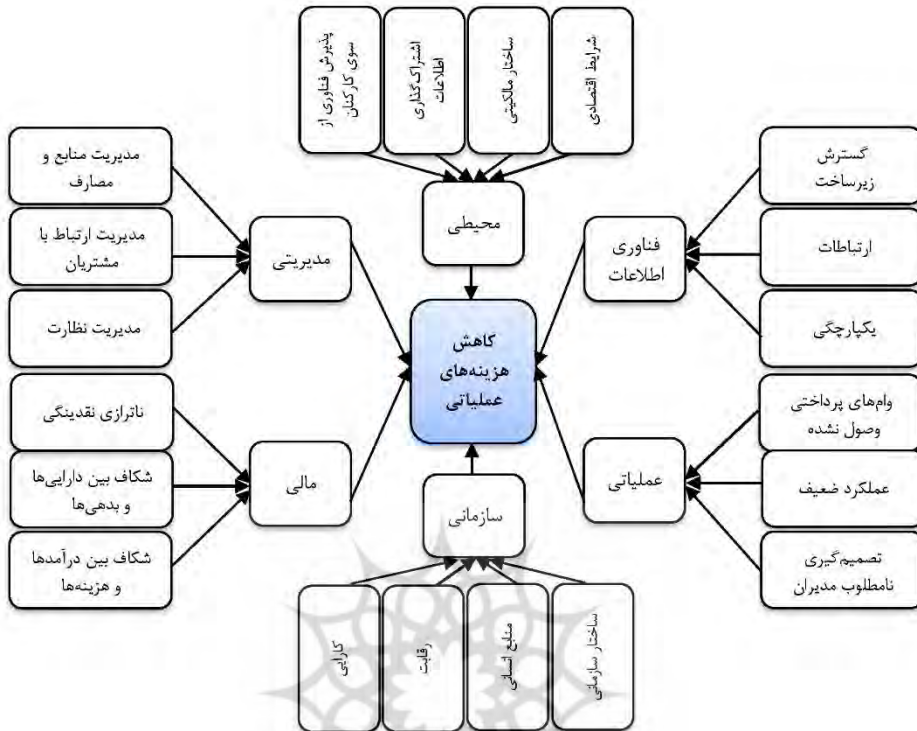 پذیرش فناوری از
سوی کارکنان
اشتراک‌گذاری
اطلاعات
ساختار مالکیتی
شرایط اقتصادی
محیطی
گسترش
زیرساخت
ارتباطات
یکپارچگی
فناوری
اطلاعات
مدیریت منابع و
مصارف
مدیریت ارتباط با
مشتریان
مدیریت نظارت
مدیریتی
کاهش
هزینه‌های
عملیاتی
وام‌های پرداختی
وصول نشده
عملکرد ضعیف
تصمیم‌گیری
نامطلوب مدیران
عملیاتی
ناترازی نقدینگی
شکاف بین دارایی‌ها
و بدهی‌ها
شکاف بین درآمدها
و هزینه‌ها
مالی
سازمانی
کارایی
رقابت
منابع انسانی
ساختار سازمانی